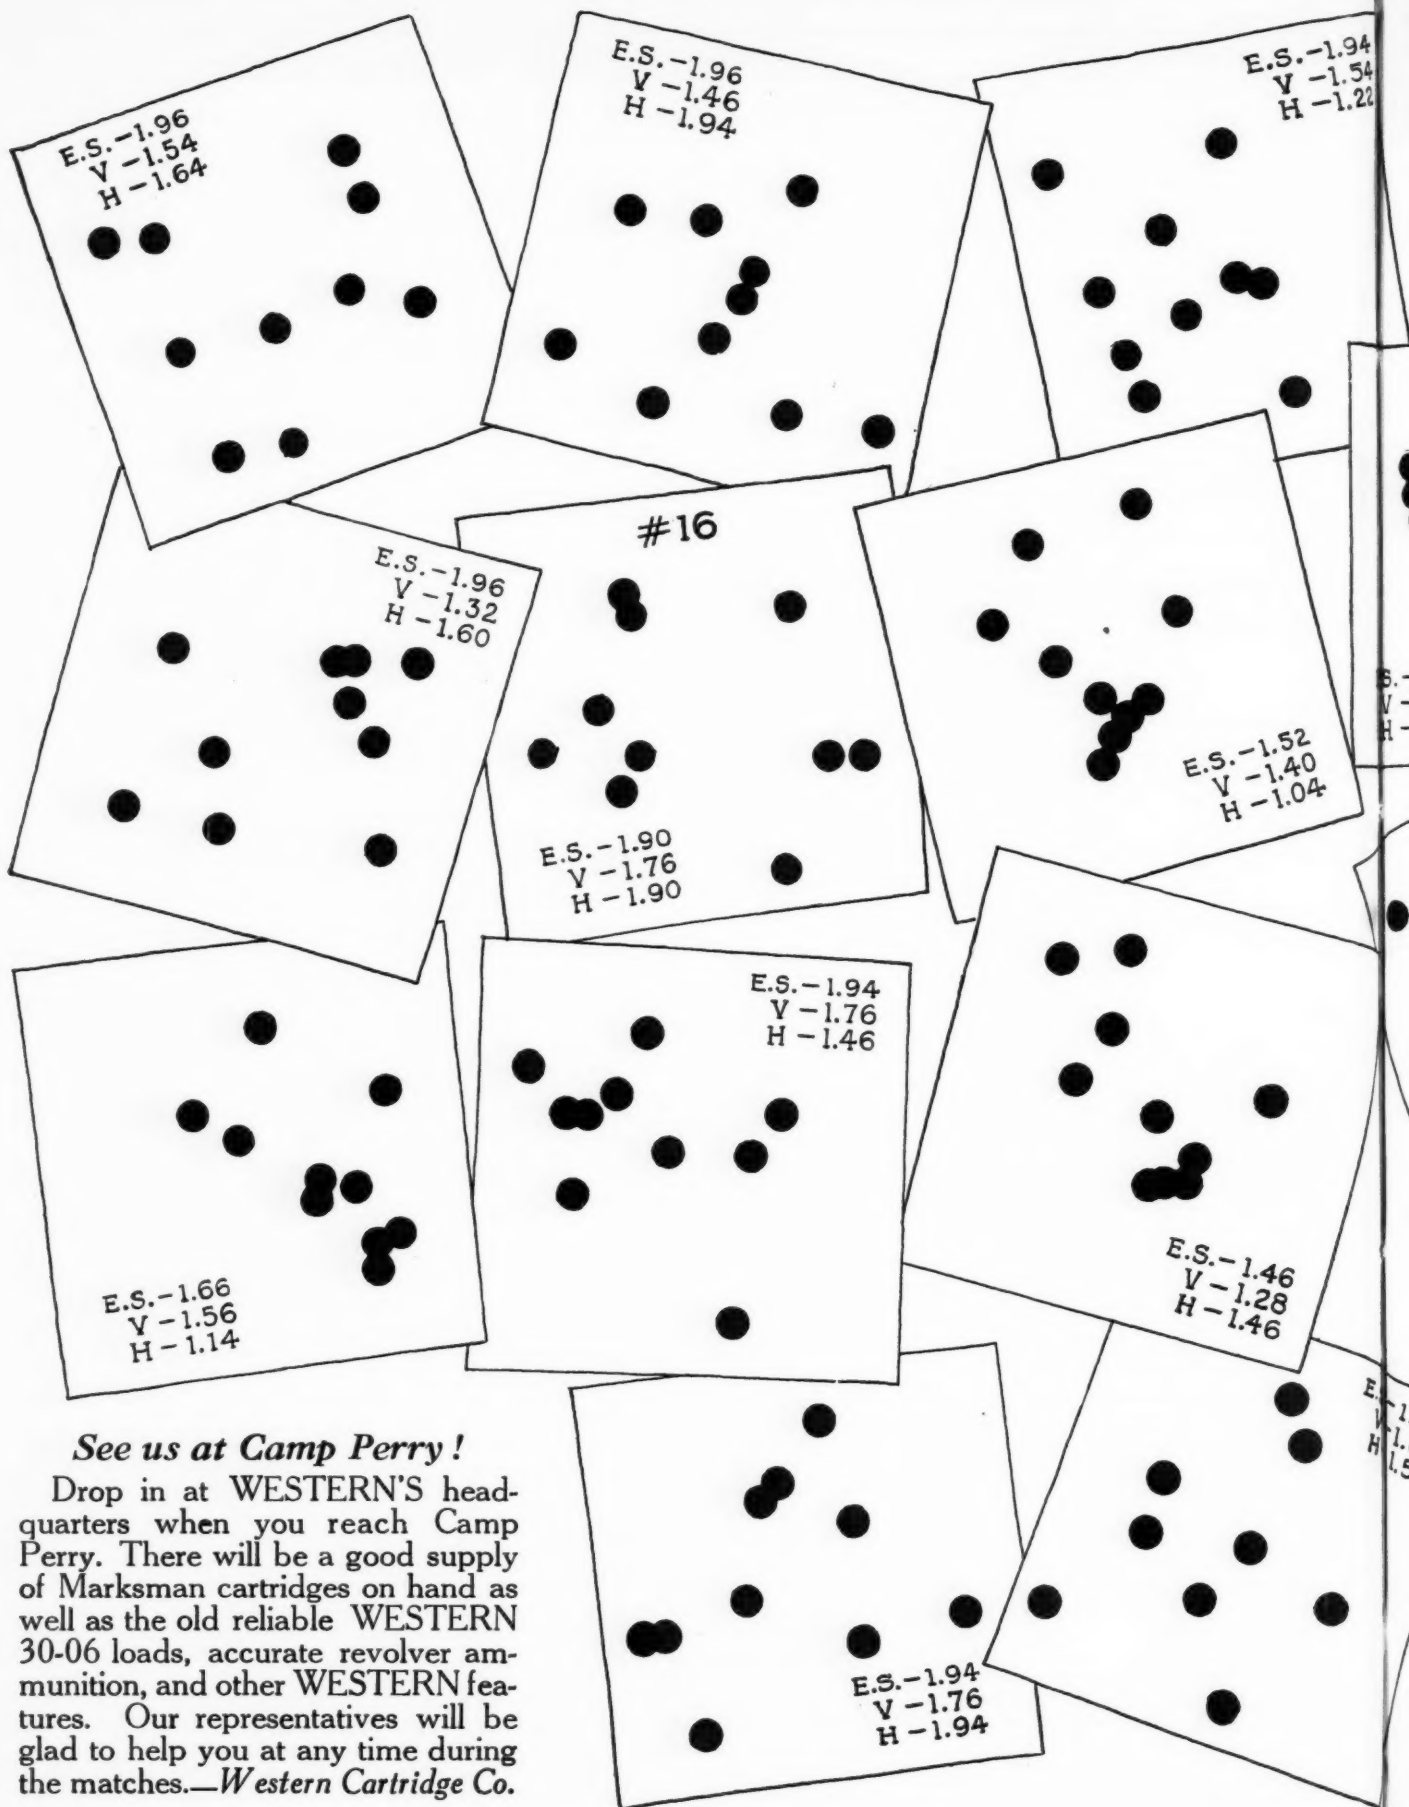 E.S.-1.96
V-1.54
H-1.64
E.S.-1.96
V-1.46
H-1.94
E.S.-1.94
V-1.54
H-1.22
E.S.-1.96
V-1.32
H-1.60
#16
E.S.-1.90
V-1.76
H-1.90
E.S.-1.52
V-1.40
H-1.04
S.-
V-
H-
E.S.-1.66
V-1.56
H-1.14
E.S.-1.94
V-1.76
H-1.46
E.S.-1.46
V-1.28
H-1.46
E.S.-1.94
V-1.76
H-1.94
See us at Camp Perry!
Drop in at WESTERN'S head-
quarters when you reach Camp
Perry. There will be a good supply
of Marksman cartridges on hand as
well as the old reliable WESTERN
30-06 loads, accurate revolver am-
munition, and other WESTERN fea-
tures. Our representatives will be
glad to help you at any time during
the matches.—Western Cartridge Co.